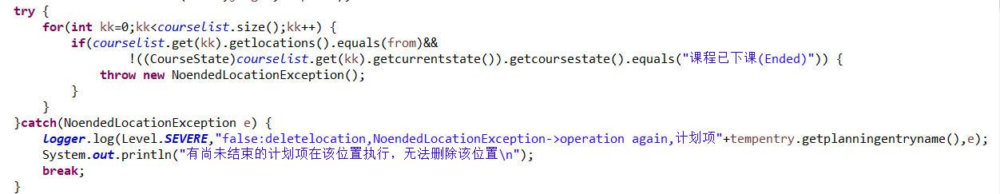 try {
for(int kk=0;kk<courselist.size();kk++) {
if(courselist.get(kk).getlocations().equals(from)&&
!((CourseState)courselist.get(kk).getcurrentstate()).getcoursestate().equals("课程已下课(Ended)")) {
throw new NoendedLocationException();
}
}
}catch(NoendedLocationException e) {
logger.log(Level.SEVERE,"false:deletelocation,NoendedLocationException->operation again,计划项"+tempentry.getplanningentryname(),e);
System.out.println("有尚未结束的计划项在该位置执行，无法删除该位置\n");
break;
}